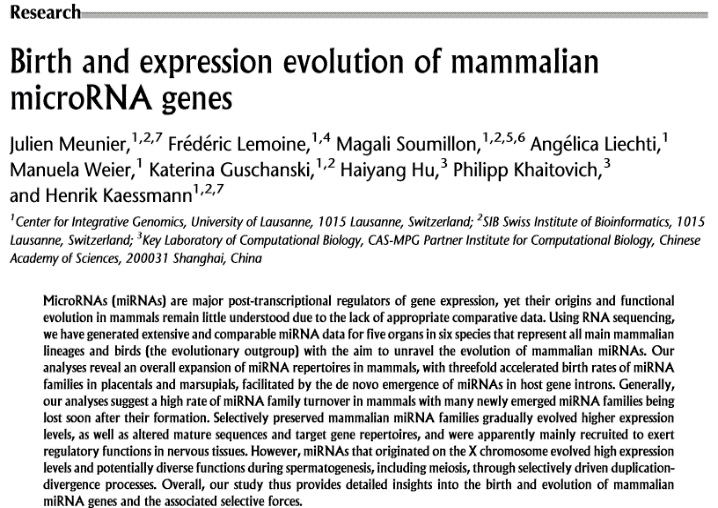 Research
Birth and expression evolution of mammalian
microRNA genes
Julien Meunier,1,2,7 Frédéric Lemoine,1,4 Magali Soumillon,1,2,5,6 Angélica Liechti,1
Manuela Weier,1 Katerina Guschanski,1,2 Haiyang Hu,3 Philipp Khaitovich,3
and Henrik Kaessmann1,2,7
1Center for Integrative Genomics, University of Lausanne, 1015 Lausanne, Switzerland; 2SIB Swiss Institute of Bioinformatics, 1015
Lausanne, Switzerland; 3Key Laboratory of Computational Biology, CAS-MPG Partner Institute for Computational Biology, Chinese
Academy of Sciences, 200031 Shanghai, China
MicroRNAs (miRNAs) are major post-transcriptional regulators of gene expression, yet their origins and functional
evolution in mammals remain little understood due to the lack of appropriate comparative data. Using RNA sequencing,
we have generated extensive and comparable miRNA data for five organs in six species that represent all main mammalian
lineages and birds (the evolutionary outgroup) with the aim to unravel the evolution of mammalian miRNAs. Our
analyses reveal an overall expansion of miRNA repertoires in mammals, with threefold accelerated birth rates of miRNA
families in placentals and marsupials, facilitated by the de novo emergence of miRNAs in host gene introns. Generally,
our analyses suggest a high rate of miRNA family turnover in mammals with many newly emerged miRNA families being
lost soon after their formation. Selectively preserved mammalian miRNA families gradually evolved higher expression
levels, as well as altered mature sequences and target gene repertoires, and were apparently mainly recruited to exert
regulatory functions in nervous tissues. However, miRNAs that originated on the X chromosome evolved high expression
levels and potentially diverse functions during spermatogenesis, including meiosis, through selectively driven duplication-
divergence processes. Overall, our study thus provides detailed insights into the birth and evolution of mammalian
miRNA genes and the associated selective forces.